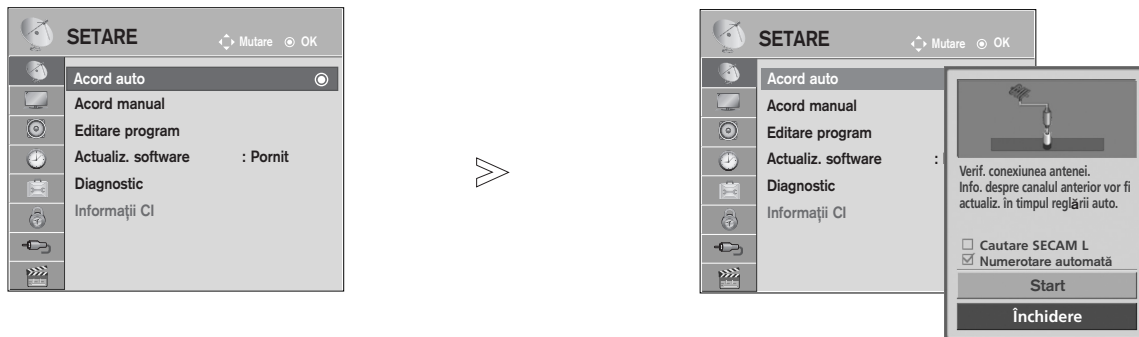 SETARE
Mutare OK
Acord auto
Acord manual
Editare program
Actualiz. software : Pornit
Diagnostic
Informații CI
SETARE
Mutare OK
Acord auto
Acord manual
Editare program
Actualiz. software :
Diagnostic
Informații CI
Verif. conexiunea antenei.
Info. despre canalul anterior vor fi
actualiz. în timpul reglării auto.
Cautare SECAM L
Numerotare automată
Start
Închidere